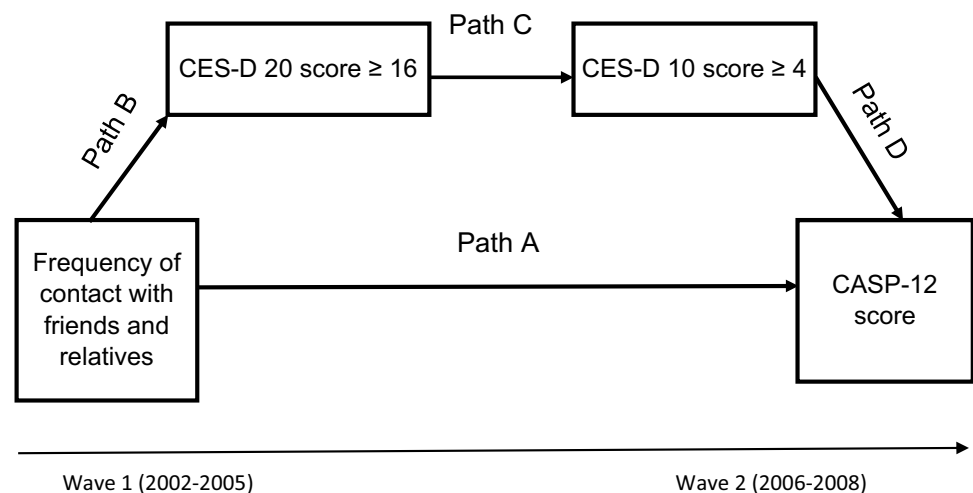 Path C
CES-D 20 score ≥ 16
CES-D 10 score ≥ 4
Path B
Path D
Path A
Frequency of
contact with
friends and
relatives
CASP-12
score
Wave 1 (2002-2005)
Wave 2 (2006-2008)